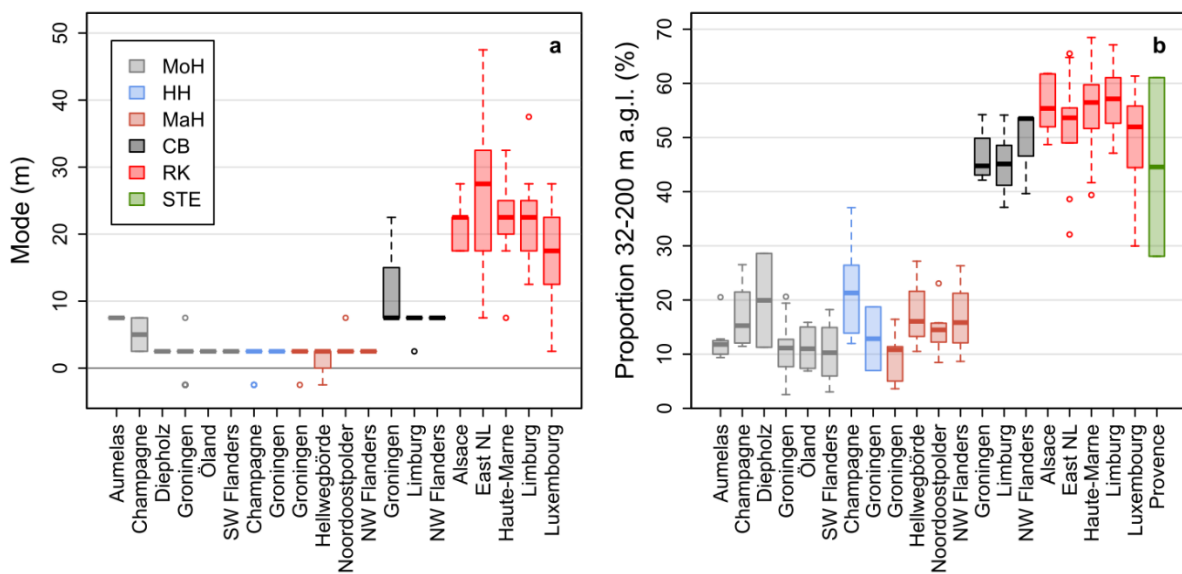 a
Mode (m)
50
40
30
20
10
0
MoH
HH
MaH
CB
RK
STE
Aumelas
Champagne
Diepholz
Groningen
Öland
SW Flanders
Champagne
Groningen
Groningen
Hellwegbörde
Noordoostpolder
NW Flanders
Groningen
Limburg
NW Flanders
Alsace
East NL
Haute-Marne
Limburg
Luxembourg
b
Proportion 32-200 m a.g.l. (%)
70
60
50
40
30
20
10
0
Aumelas
Champagne
Diepholz
Groningen
Öland
SW Flanders
Champagne
Groningen
Groningen
Hellwegbörde
Noordoostpolder
NW Flanders
Groningen
Limburg
NW Flanders
Alsace
East NL
Haute-Marne
Limburg
Luxembourg
Provence